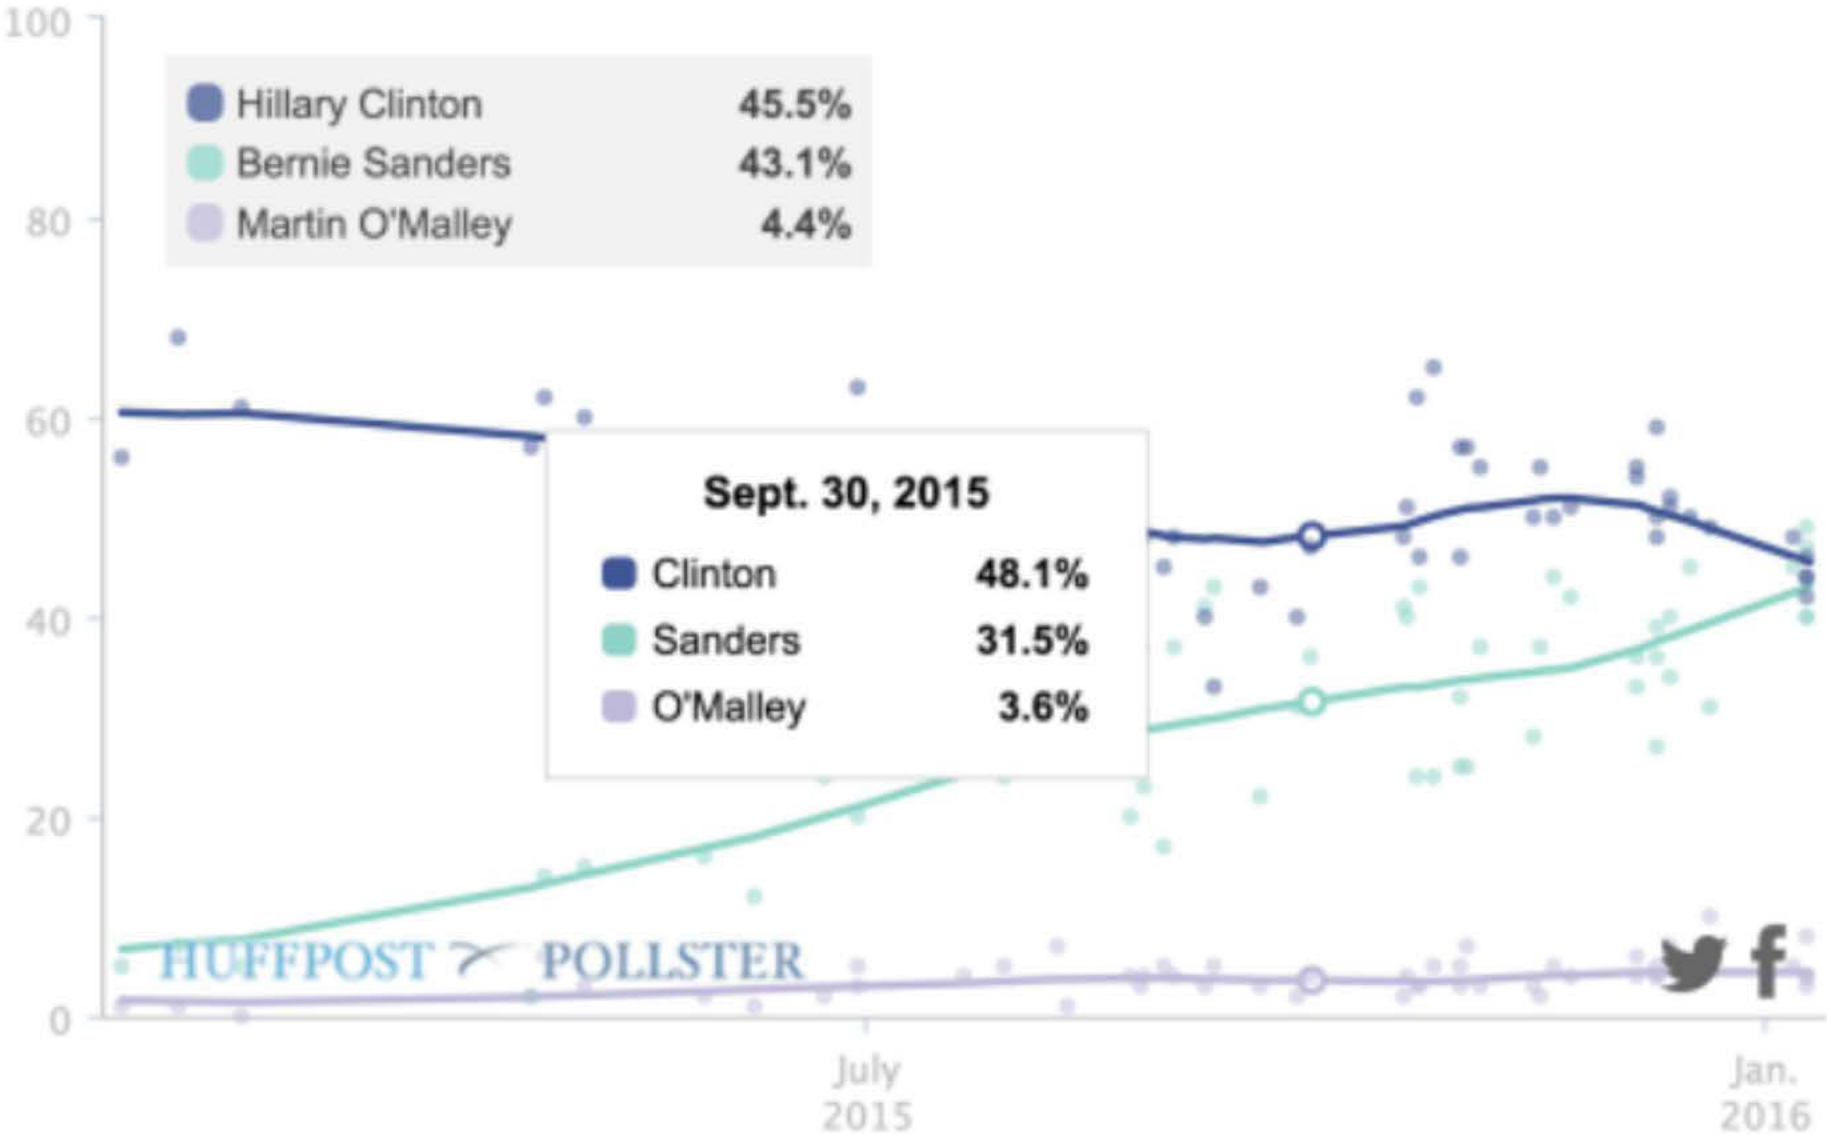 100
Hillary Clinton 45.5%
Bernie Sanders 43.1%
80
Martin O'Malley 4.4%
60
Sept. 30, 2015
Clinton 48.1%
40
Sanders 31.5%
O'Malley 3.6%
20
HUFFPOST POLLSTER
0
July
2015
Jan.
2016